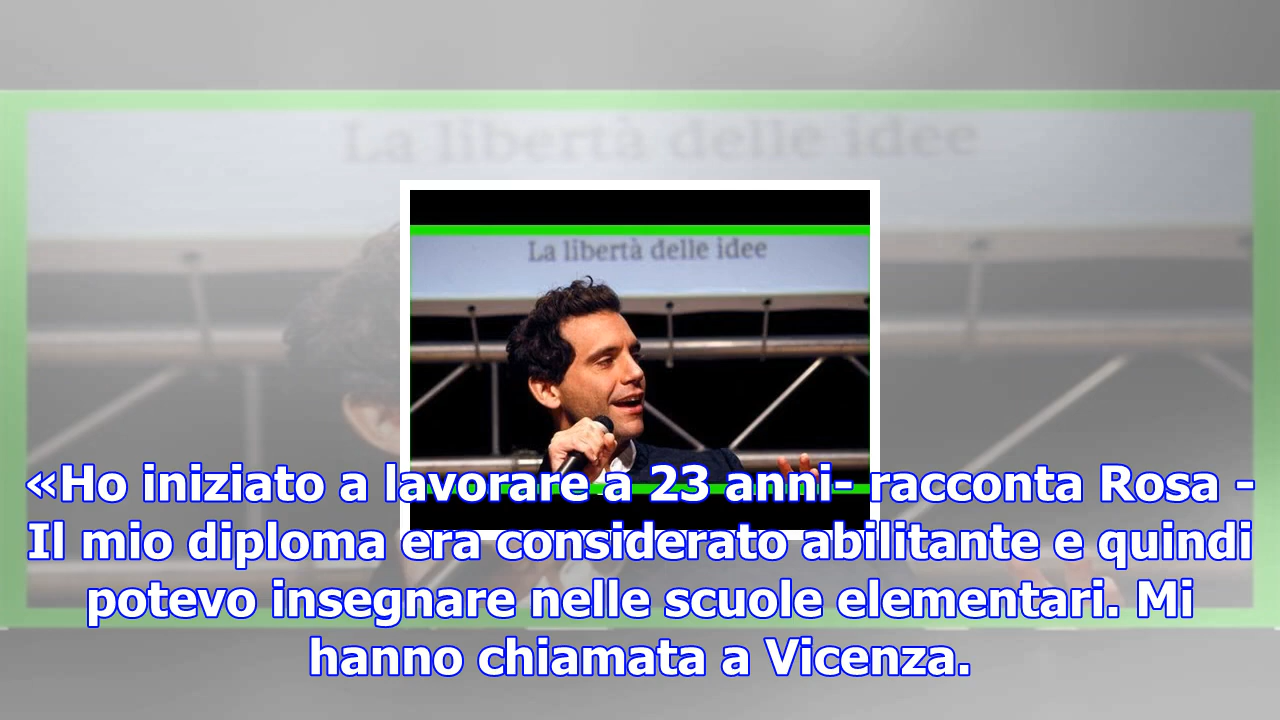 La libertà delle idee
La libertà delle idee
«Ho iniziato a lavorare a 23 anni- racconta Rosa -
Il mio diploma era considerato abilitante e quindi
potevo insegnare nelle scuole elementari. Mi
hanno chiamata a Vicenza.